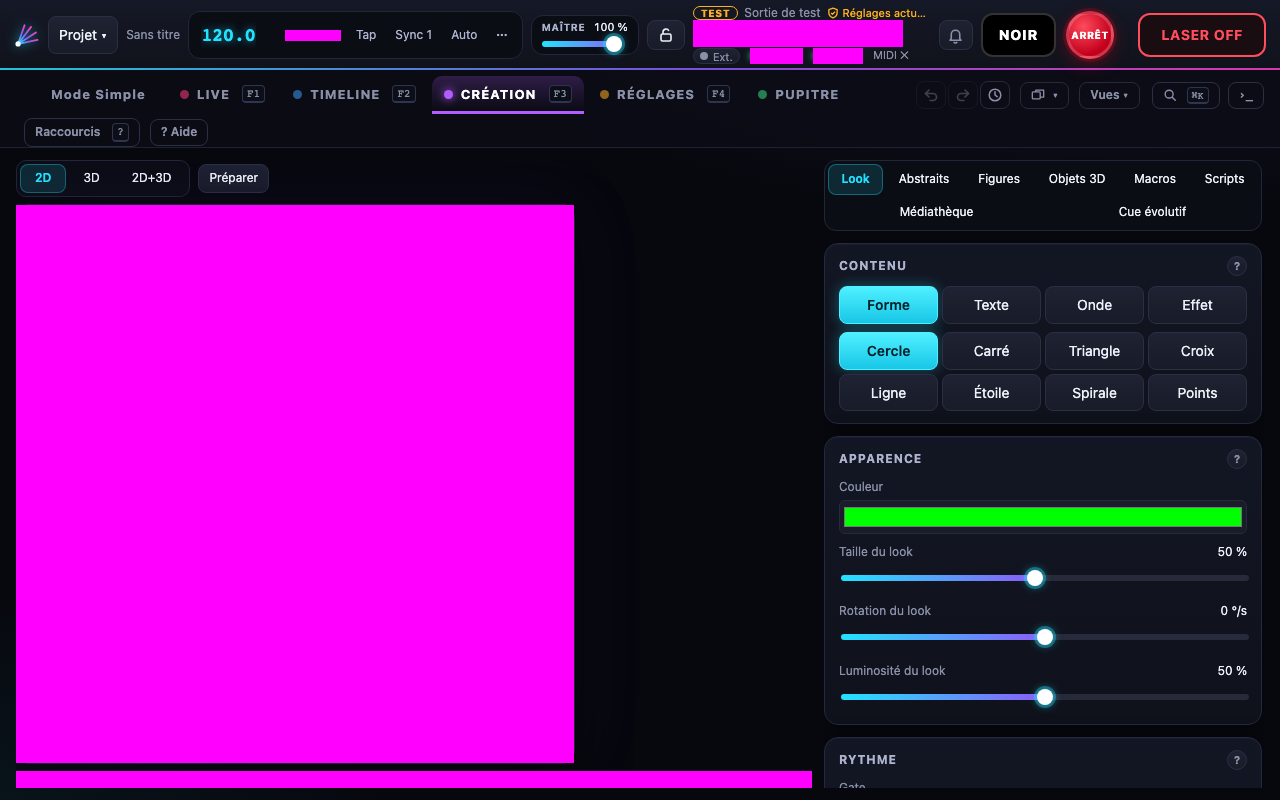 Projet ▾ Sans titre 120.0 Tap Sync 1 Auto ··· MAÎTRE 100 % TEST Sortie de test Réglages actu… Ext. MIDI ✕ NOIR ARRÊT LASER OFF
Mode Simple LIVE F1 TIMELINE F2 CRÉATION F3 RÉGLAGES F4 PUPITRE Vues ▾ ⌘K
Raccourcis ? ? Aide
2D 3D 2D+3D Préparer
Look Abstraits Figures Objets 3D Macros Scripts
Médiathèque Cue évolutif
CONTENU ?
Forme Texte Onde Effet
Cercle Carré Triangle Croix
Ligne Étoile Spirale Points
APPARENCE ?
Couleur
Taille du look 50 %
Rotation du look 0 °/s
Luminosité du look 50 %
RYTHME ?
Gate